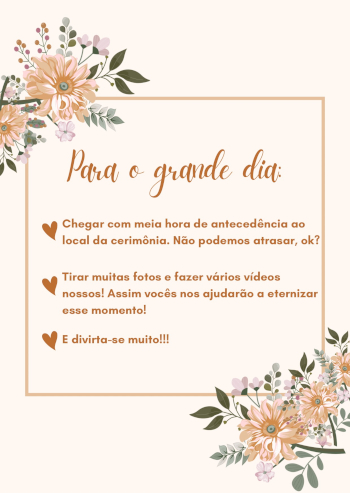 Para o grande dia:
Chegar com meia hora de antecedência ao
local da cerimônia. Não podemos atrasar, ok?
Tirar muitas fotos e fazer vários vídeos
nossos! Assim vocês nos ajudarão a eternizar
esse momento!
E divirta-se muito!!!